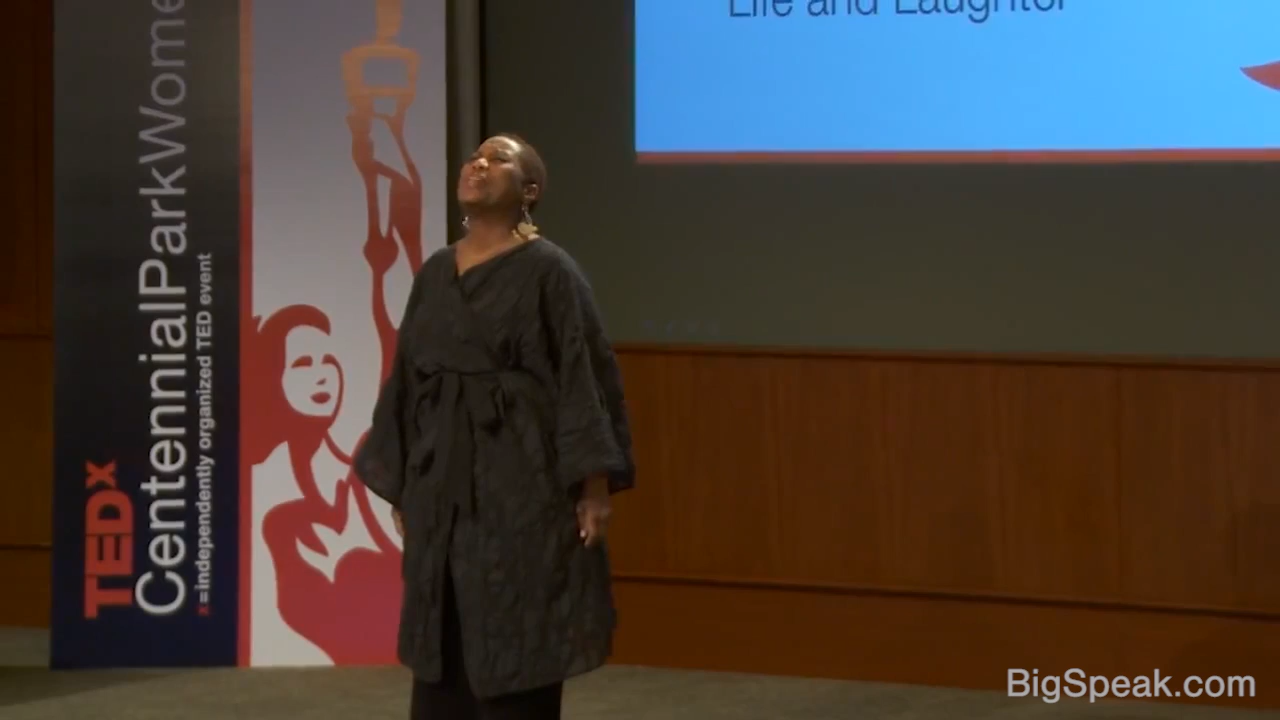 Life and Laughter
TEDx
CentennialParkWome
x=independently organized TED event
BigSpeak.com